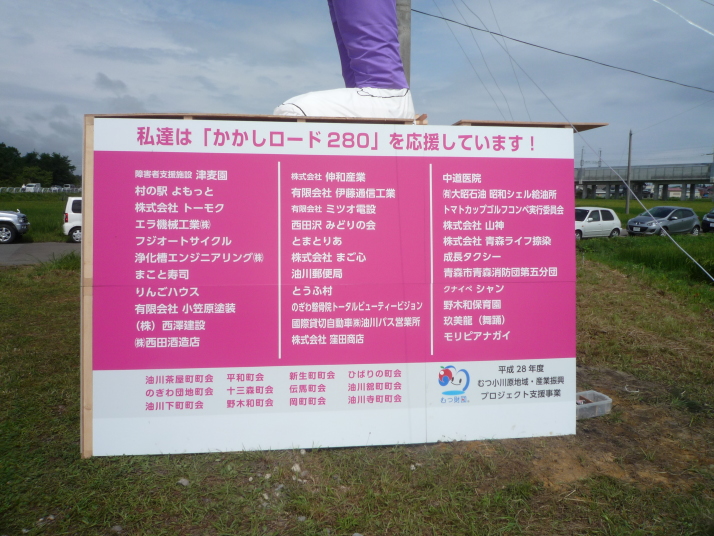 私達は「かかしロード280」を応援しています！
障害者支援施設 津麦園
村の駅 よもっと
株式会社 トーモク
エラ機械工業㈱
フジオートサイクル
浄化槽エンジニアリング㈱
まこと寿司
りんごハウス
有限会社 小笠原塗装
（株）西澤建設
㈱西田酒造店
株式会社 伸和産業
有限会社 伊藤通信工業
有限会社 ミツオ電設
西田沢 みどりの会
とまとりあ
株式会社 まご心
油川郵便局
とうふ村
のぎわ整骨院トータルビューティービジョン
國際貸切自動車㈱油川バス営業所
株式会社 窪田商店
中道医院
㈲大昭石油 昭和シェル給油所
トマトカップゴルフコンペ実行委員会
株式会社 山神
株式会社 青森ライフ捺染
成長タクシー
青森市青森消防団第五分団
クナイペ シャン
野木和保育園
玖美龍（舞踊）
モリビアナガイ
油川茶屋町町会 平和町会 新生町町会 ひばりの町会
のぎわ団地町会 十三森町会 伝馬町会 油川舘町町会
油川下町町会 野木和町会 岡町町会 油川寺町町会
むつ財団。
平成28年度
むつ小川原地域・産業振興
プロジェクト支援事業